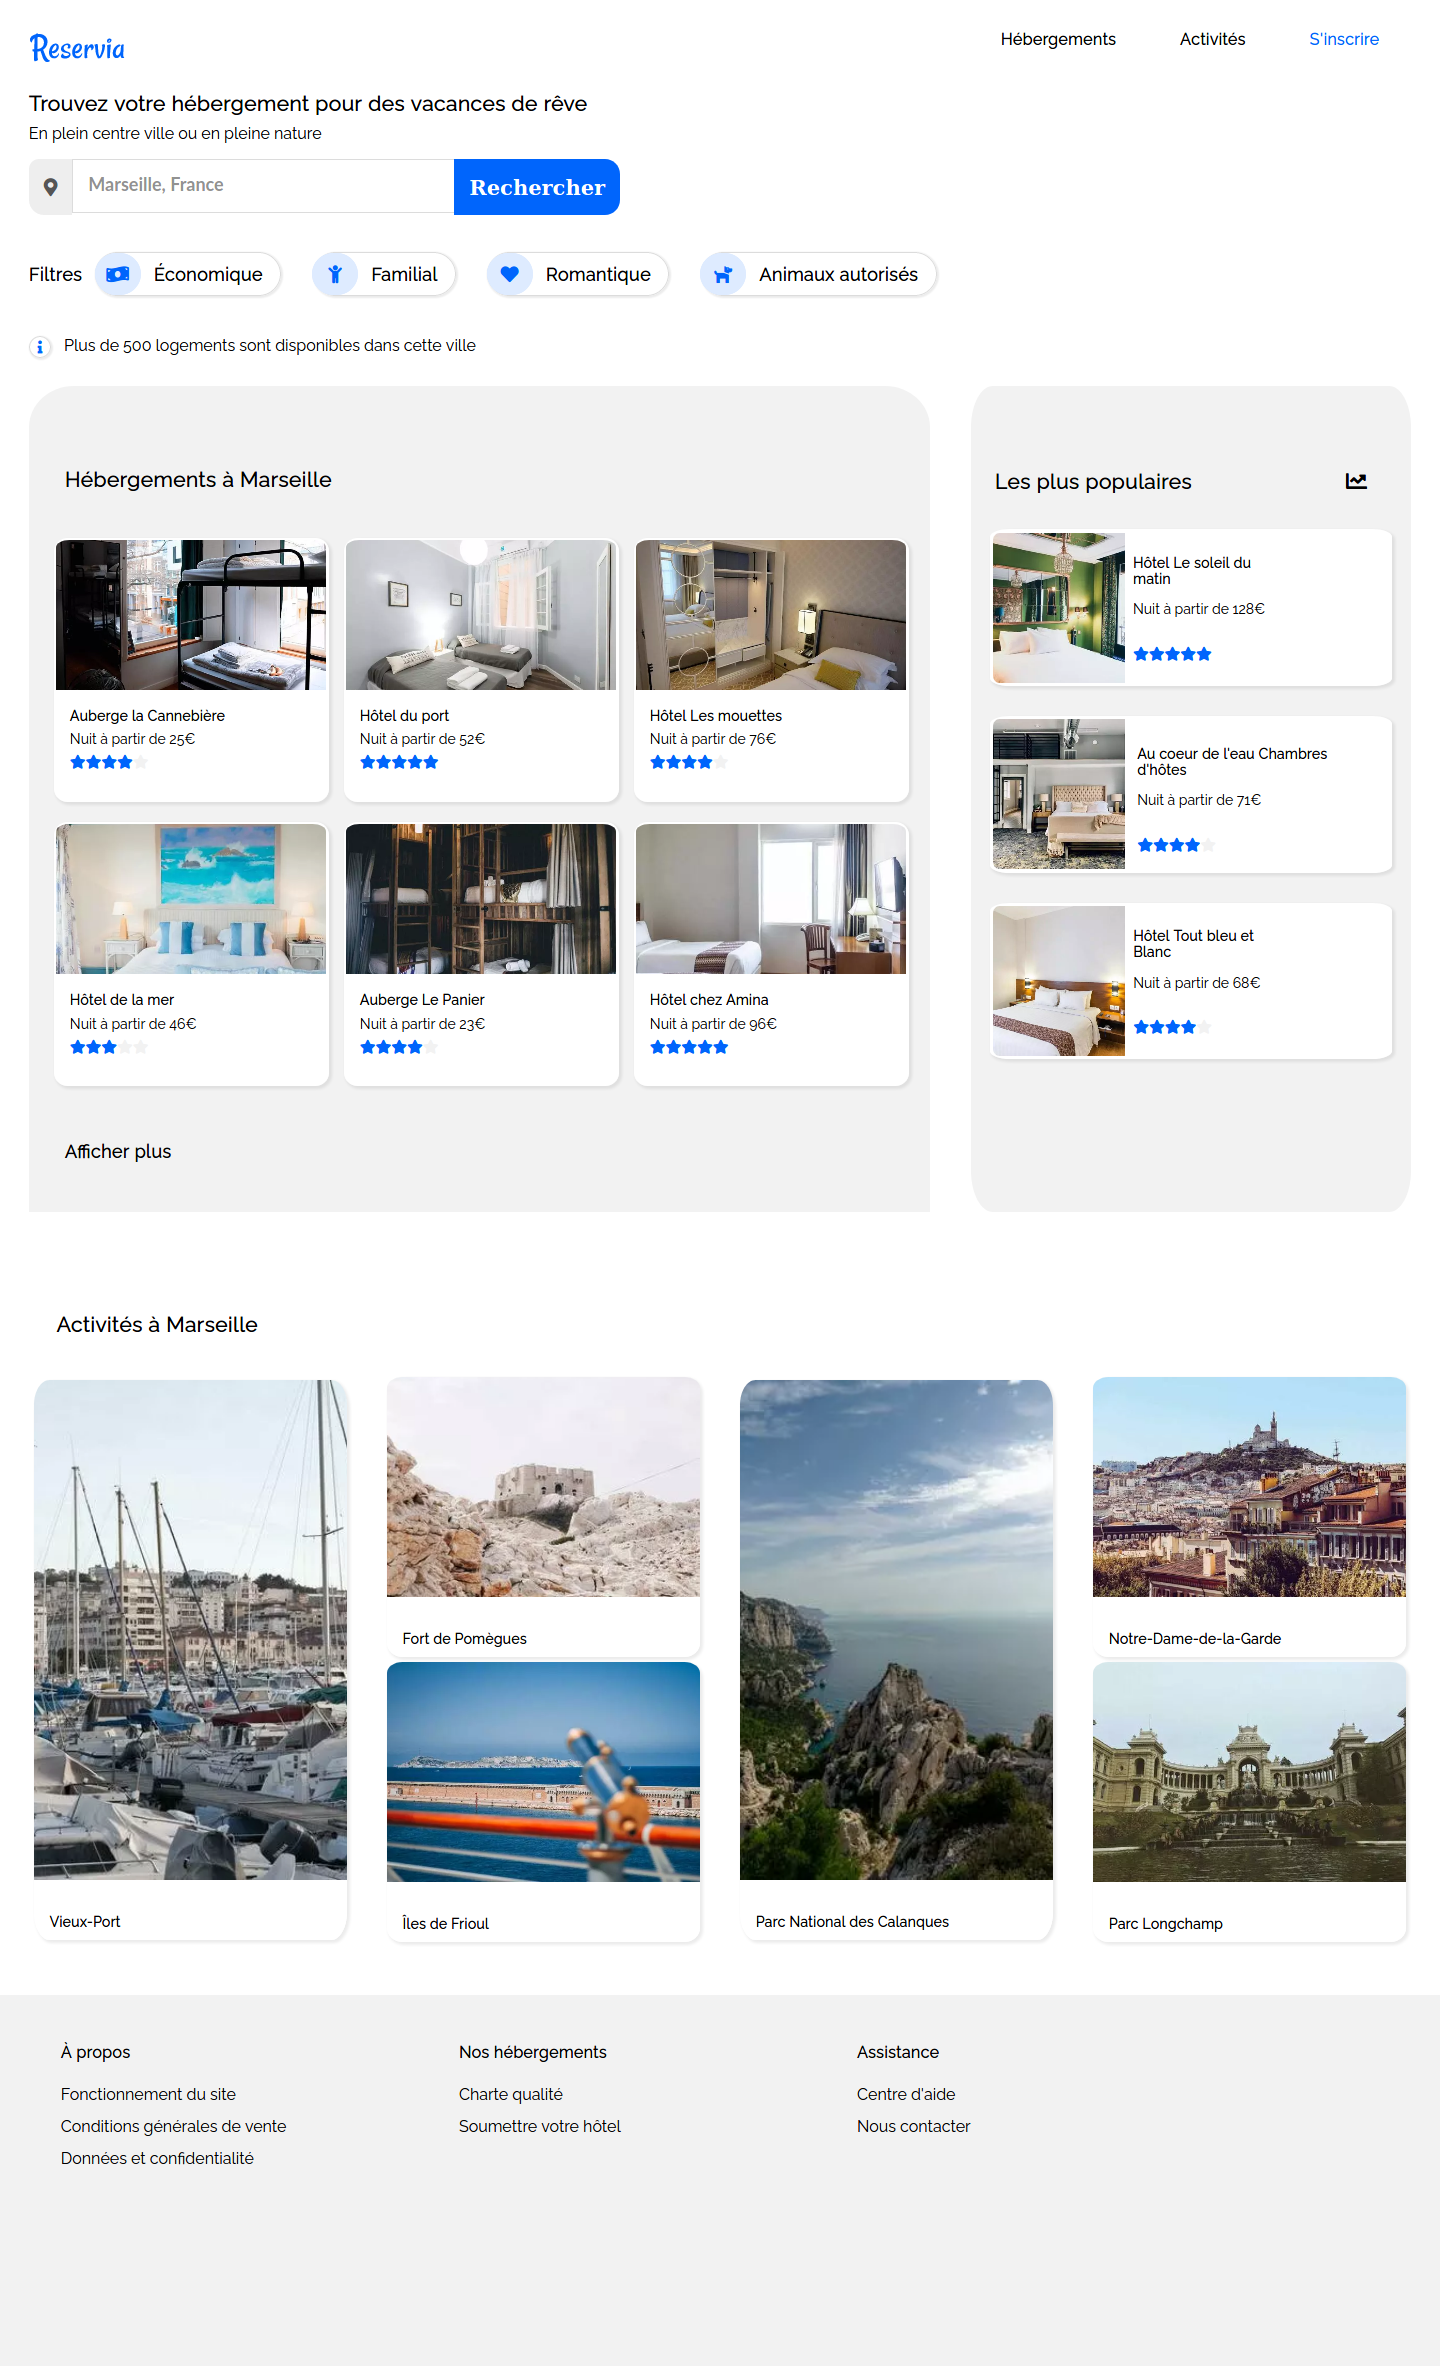 Reservia
Hébergements
Activités
S'inscrire
Trouvez votre hébergement pour des vacances de rêve
En plein centre ville ou en pleine nature
Marseille, France
Rechercher
Filtres
Économique
Familial
Romantique
Animaux autorisés
Plus de 500 logements sont disponibles dans cette ville
Hébergements à Marseille
Auberge la Cannebière
Nuit à partir de 25€
Hôtel du port
Nuit à partir de 52€
Hôtel Les mouettes
Nuit à partir de 76€
Hôtel de la mer
Nuit à partir de 46€
Auberge Le Panier
Nuit à partir de 23€
Hôtel chez Amina
Nuit à partir de 96€
Afficher plus
Les plus populaires
Hôtel Le soleil du
matin
Nuit à partir de 128€
Au coeur de l'eau Chambres
d'hôtes
Nuit à partir de 71€
Hôtel Tout bleu et
Blanc
Nuit à partir de 68€
Activités à Marseille
Vieux-Port
Fort de Pomègues
Îles de Frioul
Parc National des Calanques
Notre-Dame-de-la-Garde
Parc Longchamp
À propos
Fonctionnement du site
Conditions générales de vente
Données et confidentialité
Nos hébergements
Charte qualité
Soumettre votre hôtel
Assistance
Centre d'aide
Nous contacter